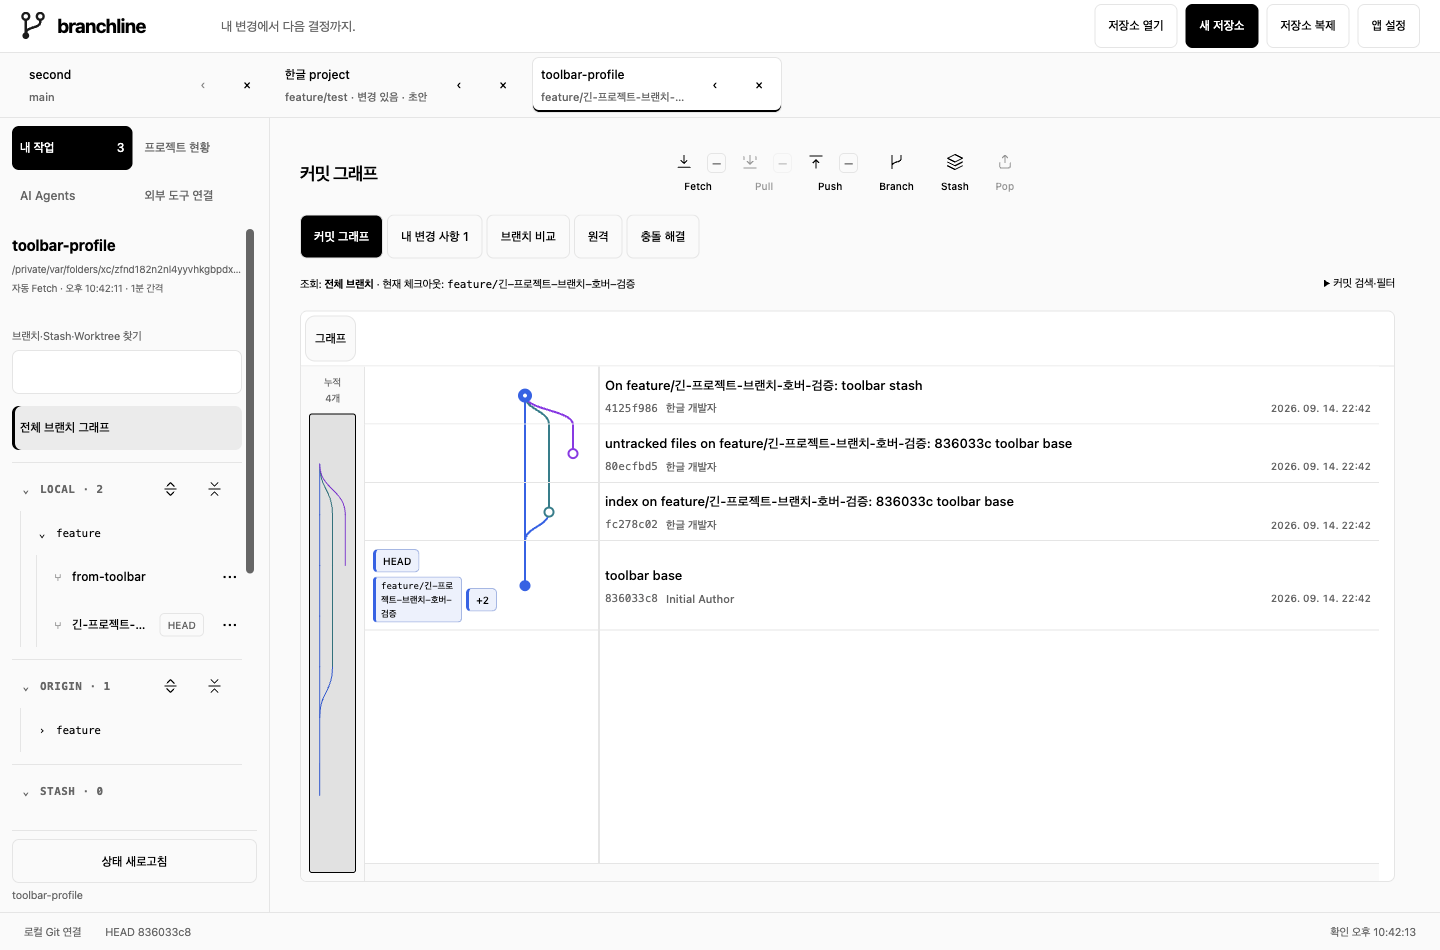 branchline
내 변경에서 다음 결정까지.
저장소 열기
새 저장소
저장소 복제
앱 설정
second
main
한글 project
feature/test · 변경 있음 · 초안
toolbar-profile
feature/긴-프로젝트-브랜치-...
내 작업 3
프로젝트 현황
AI Agents
외부 도구 연결
toolbar-profile
/private/var/folders/xc/zfnd182n2nl4yyvhkgbpdx...
자동 Fetch · 오후 10:42:11 · 1분 간격
브랜치·Stash·Worktree 찾기
전체 브랜치 그래프
LOCAL · 2
feature
from-toolbar
긴-프로젝트-... HEAD
ORIGIN · 1
feature
STASH · 0
상태 새로고침
toolbar-profile
커밋 그래프
Fetch
Pull
Push
Branch
Stash
Pop
커밋 그래프
내 변경 사항 1
브랜치 비교
원격
충돌 해결
조회: 전체 브랜치 · 현재 체크아웃: feature/긴-프로젝트-브랜치-호버-검증
커밋 검색·필터
그래프
누적
4개
On feature/긴-프로젝트-브랜치-호버-검증: toolbar stash
4125f986 한글 개발자
2026. 09. 14. 22:42
untracked files on feature/긴-프로젝트-브랜치-호버-검증: 836033c toolbar base
80ecfbd5 한글 개발자
2026. 09. 14. 22:42
index on feature/긴-프로젝트-브랜치-호버-검증: 836033c toolbar base
fc278c02 한글 개발자
2026. 09. 14. 22:42
HEAD
feature/긴-프로
젝트-브랜치-호버-
검증
+2
toolbar base
836033c8 Initial Author
2026. 09. 14. 22:42
로컬 Git 연결
HEAD 836033c8
확인 오후 10:42:13